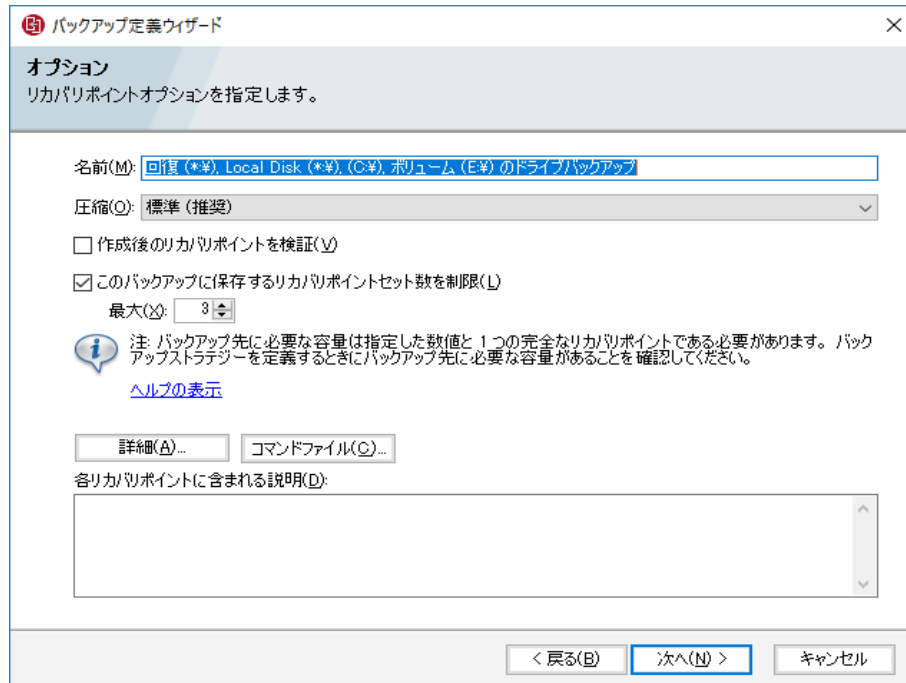 バックアップ定義ウィザード
オプション
リカバリポイントオプションを指定します。
名前(M): 回復 (*:¥), Local Disk (*:¥), (C:¥), ボリューム (E:¥) のドライブバックアップ
圧縮(O): 標準 (推奨)
作成後のリカバリポイントを検証(V)
このバックアップに保存するリカバリポイントセット数を制限(L)
最大(X): 3
注: バックアップ先に必要な容量は指定した数値と 1 つの完全なリカバリポイントである必要があります。 バック
アップストラテジーを定義するときにバックアップ先に必要な容量があることを確認してください。
ヘルプの表示
詳細(A)... コマンドファイル(C)...
各リカバリポイントに含まれる説明(D):
< 戻る(B) 次へ(N) > キャンセル